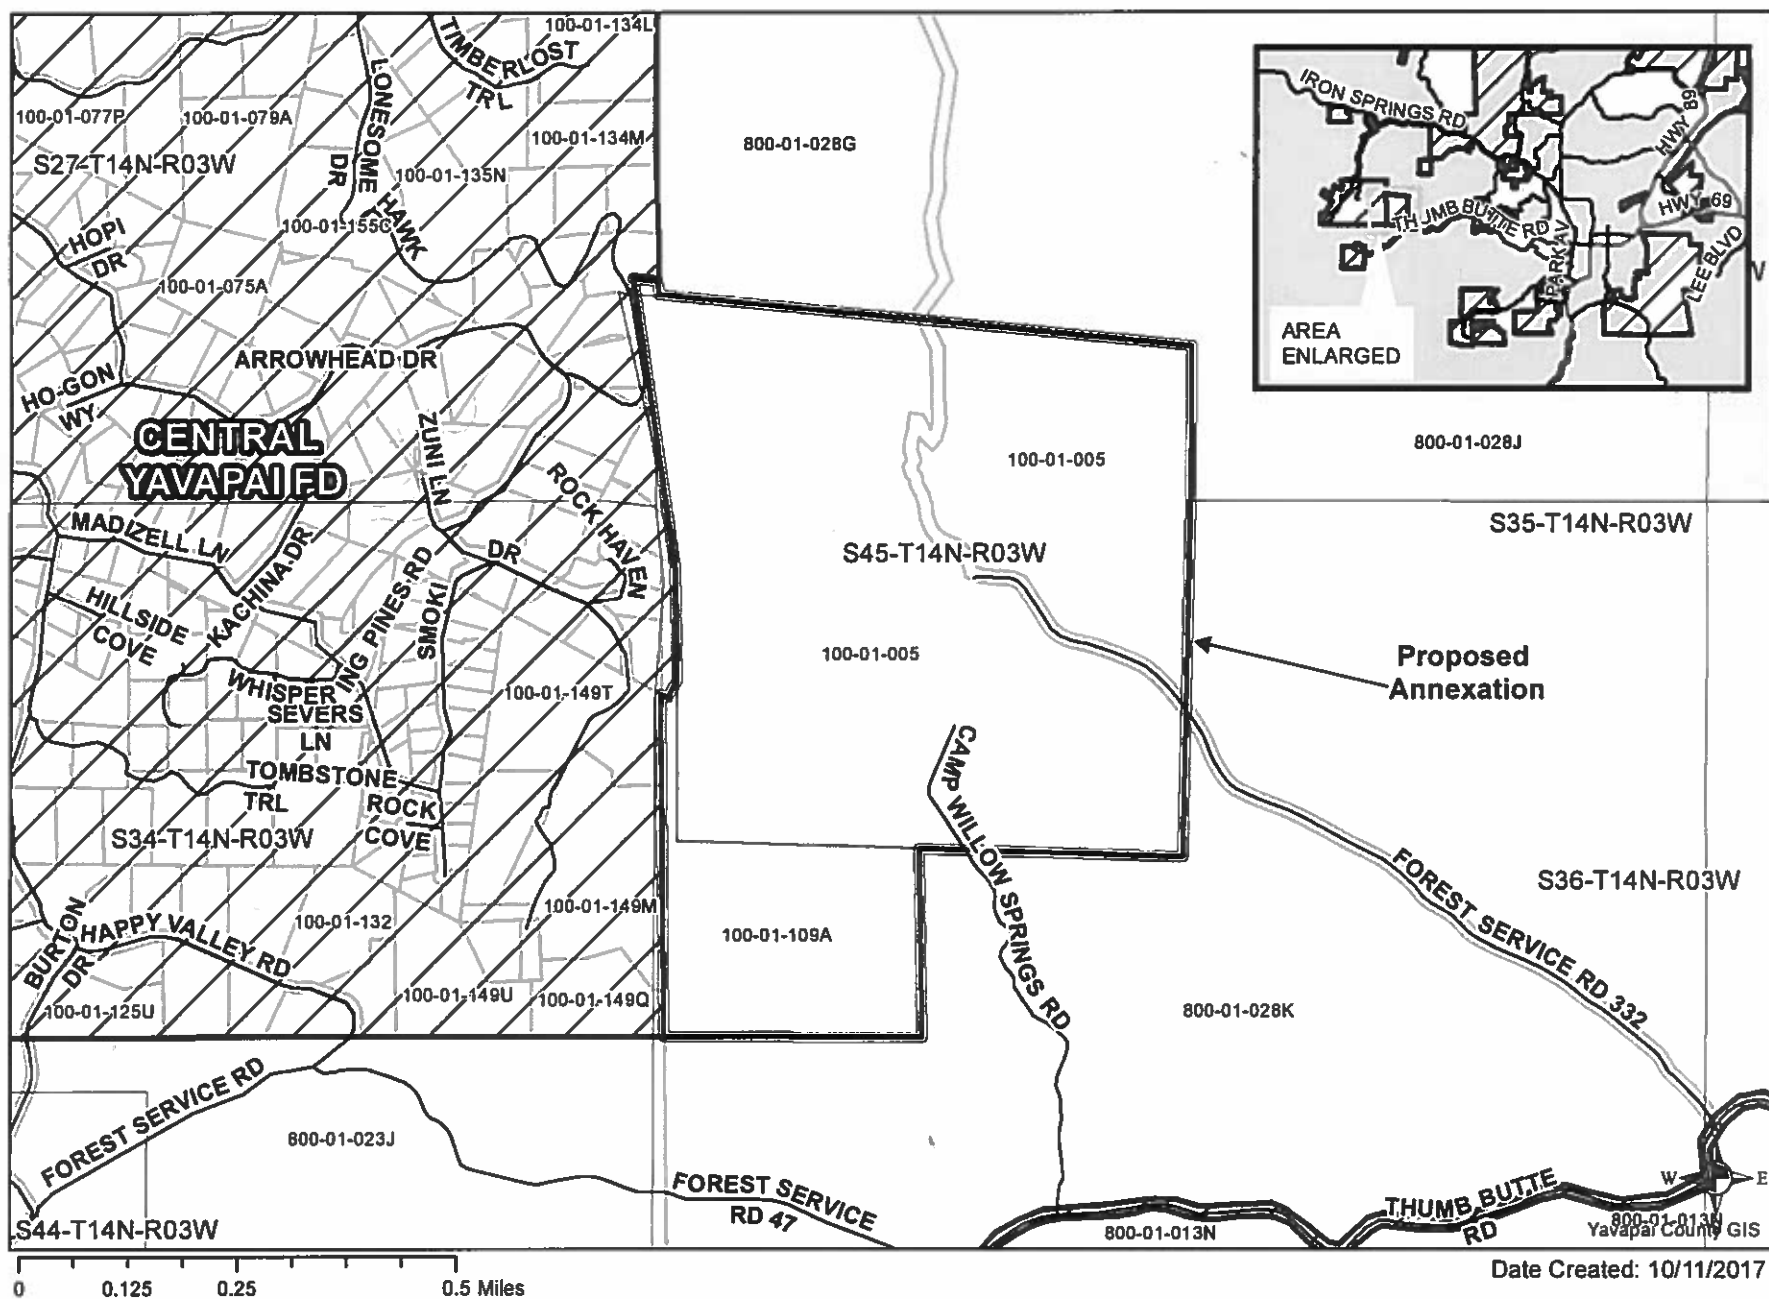 100-01-134L
TIMBERLOST
TRL
LONESOME
HAWK
DR
100-01-077P
100-01-079A
100-01-134M
800-01-028G
S27-T14N-R03W
100-01-135N
100-01-155C
HOPI
DR
100-01-075A
IRON SPRINGS RD
HWY 89
HWY 69
THUMB BUTTE RD
PARK AV
LEE BLVD
AREA
ENLARGED
ARROWHEAD DR
HO-GON
WY
CENTRAL
YAVAPAI FD
ZUNI LN
ROCK HAVEN
DR
100-01-005
800-01-028J
MADIZELL LN
KACHINA DR
S45-T14N-R03W
S35-T14N-R03W
HILLSIDE
COVE
WHISPER
ING PINES RD
SMOKI
SEVERS
LN
100-01-149T
100-01-005
Proposed
Annexation
TOMBSTONE
TRL
ROCK
COVE
CAMP WILLOW SPRINGS RD
S34-T14N-R03W
FOREST SERVICE RD 332
S36-T14N-R03W
BURTON
DR
HAPPY VALLEY RD
100-01-132
100-01-149M
100-01-109A
100-01-125U
100-01-149U
100-01-149Q
800-01-028K
FOREST SERVICE RD
800-01-023J
FOREST SERVICE
RD 47
THUMB BUTTE
RD
W
E
S44-T14N-R03W
800-01-013N
800-01-013N
Yavapai County GIS
0 0.125 0.25 0.5 Miles
Date Created: 10/11/2017